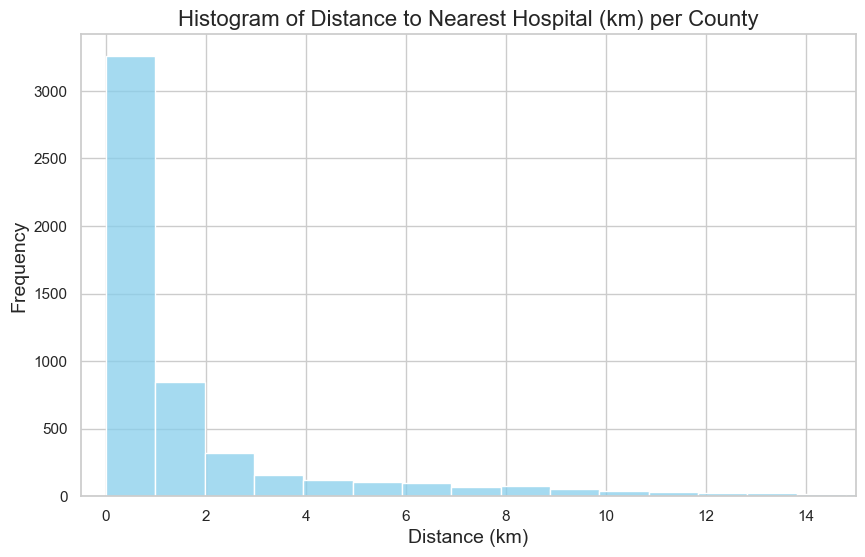 Histogram of Distance to Nearest Hospital (km) per County
3000
2500
2000
1500
1000
500
0
Frequency
0 2 4 6 8 10 12 14
Distance (km)